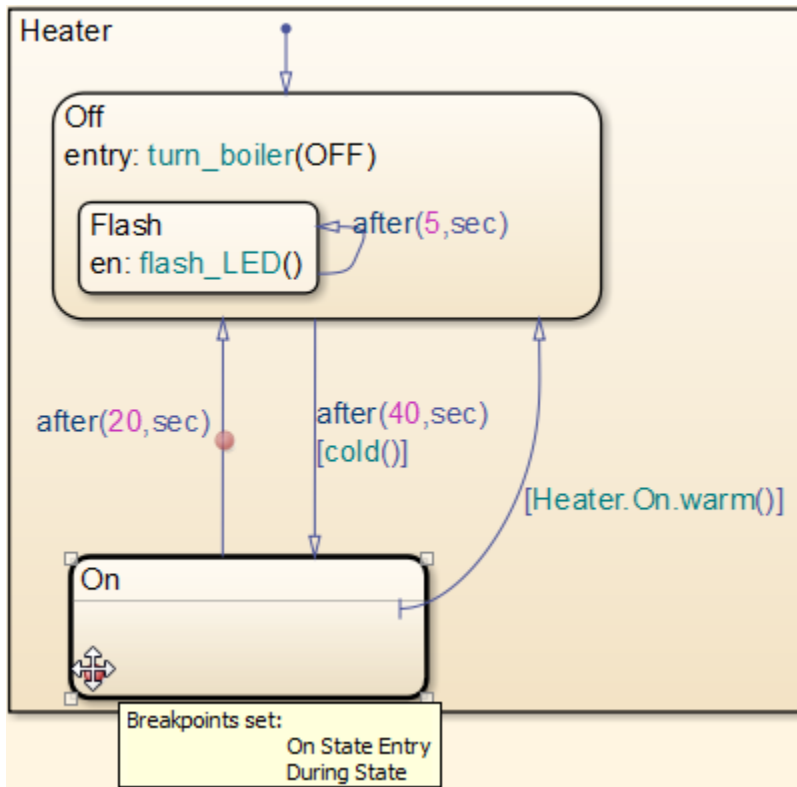 Heater
Off
entry: turn_boiler(OFF)
Flash
en: flash_LED()
after(5,sec)
after(20,sec)
after(40,sec)
[cold()]
[Heater.On.warm()]
On
Breakpoints set:
On State Entry
During State